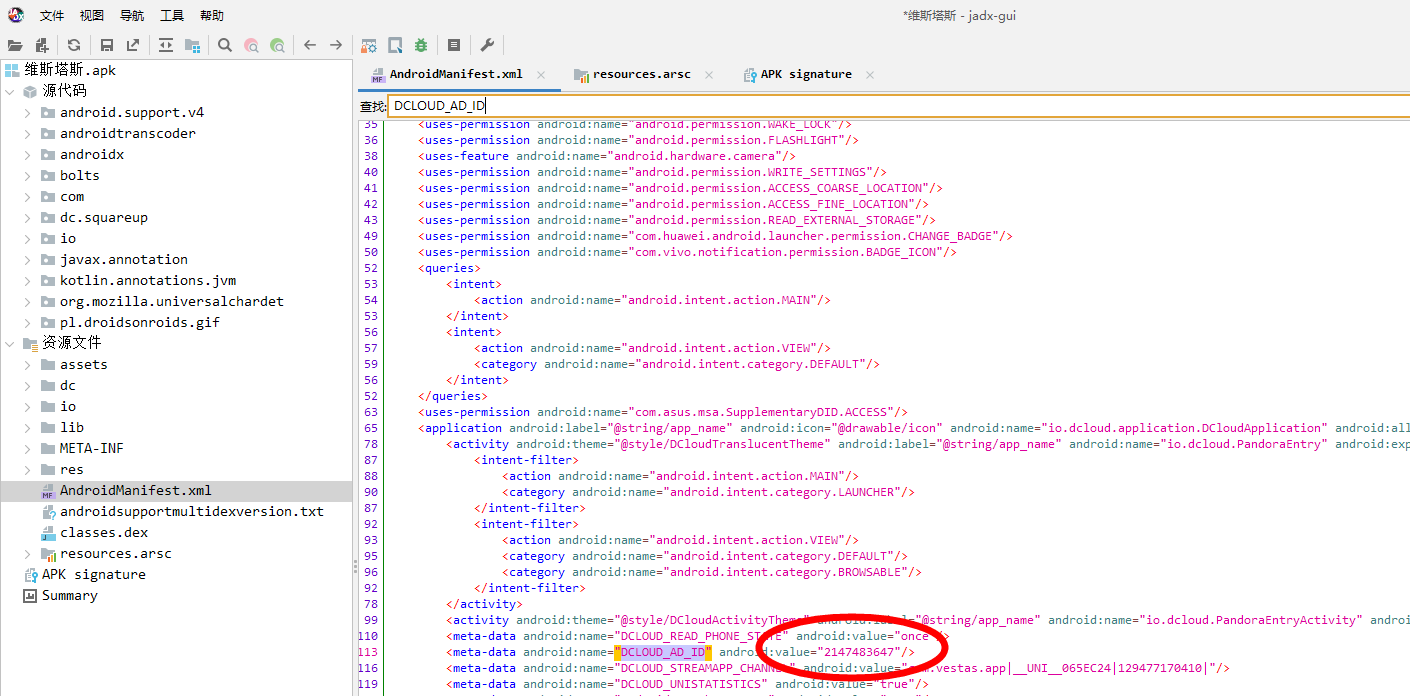 文件 视图 导航 工具 帮助 *维斯塔斯 - jadx-gui
维斯塔斯.apk
源代码
android.support.v4
androidtranscoder
androidx
bolts
com
dc.squareup
io
javax.annotation
kotlin.annotations.jvm
org.mozilla.universalchardet
pl.droidsonroids.gif
资源文件
assets
dc
io
lib
META-INF
res
AndroidManifest.xml
androidsupportmultidexversion.txt
classes.dex
resources.arsc
APK signature
Summary
AndroidManifest.xml resources.arsc APK signature
查找: DCLOUD_AD_ID
35 <uses-permission android:name="android.permission.WAKE_LOCK"/>
36 <uses-permission android:name="android.permission.FLASHLIGHT"/>
38 <uses-feature android:name="android.hardware.camera"/>
40 <uses-permission android:name="android.permission.WRITE_SETTINGS"/>
41 <uses-permission android:name="android.permission.ACCESS_COARSE_LOCATION"/>
42 <uses-permission android:name="android.permission.ACCESS_FINE_LOCATION"/>
43 <uses-permission android:name="android.permission.READ_EXTERNAL_STORAGE"/>
49 <uses-permission android:name="com.huawei.android.launcher.permission.CHANGE_BADGE"/>
50 <uses-permission android:name="com.vivo.notification.permission.BADGE_ICON"/>
52 <queries>
53 <intent>
54 <action android:name="android.intent.action.MAIN"/>
53 </intent>
56 <intent>
57 <action android:name="android.intent.action.VIEW"/>
59 <category android:name="android.intent.category.DEFAULT"/>
56 </intent>
52 </queries>
63 <uses-permission android:name="com.asus.msa.SupplementaryDID.ACCESS"/>
65 <application android:label="@string/app_name" android:icon="@drawable/icon" android:name="io.dcloud.application.DCloudApplication" android:all
78 <activity android:theme="@style/DCloudTranslucentTheme" android:label="@string/app_name" android:name="io.dcloud.PandoraEntry" android:exp
87 <intent-filter>
88 <action android:name="android.intent.action.MAIN"/>
90 <category android:name="android.intent.category.LAUNCHER"/>
87 </intent-filter>
92 <intent-filter>
93 <action android:name="android.intent.action.VIEW"/>
95 <category android:name="android.intent.category.DEFAULT"/>
96 <category android:name="android.intent.category.BROWSABLE"/>
92 </intent-filter>
78 </activity>
99 <activity android:theme="@style/DCloudActivityTheme" android:label="@string/app_name" android:name="io.dcloud.PandoraEntryActivity" android:
110 <meta-data android:name="DCLOUD_READ_PHONE_STATE" android:value="once"/>
113 <meta-data android:name="DCLOUD_AD_ID" android:value="2147483647"/>
116 <meta-data android:name="DCLOUD_STREAMAPP_CHANNEL" android:value="com.vestas.app|__UNI__065EC24|129477170410|"/>
119 <meta-data android:name="DCLOUD_UNISTATISTICS" android:value="true"/>